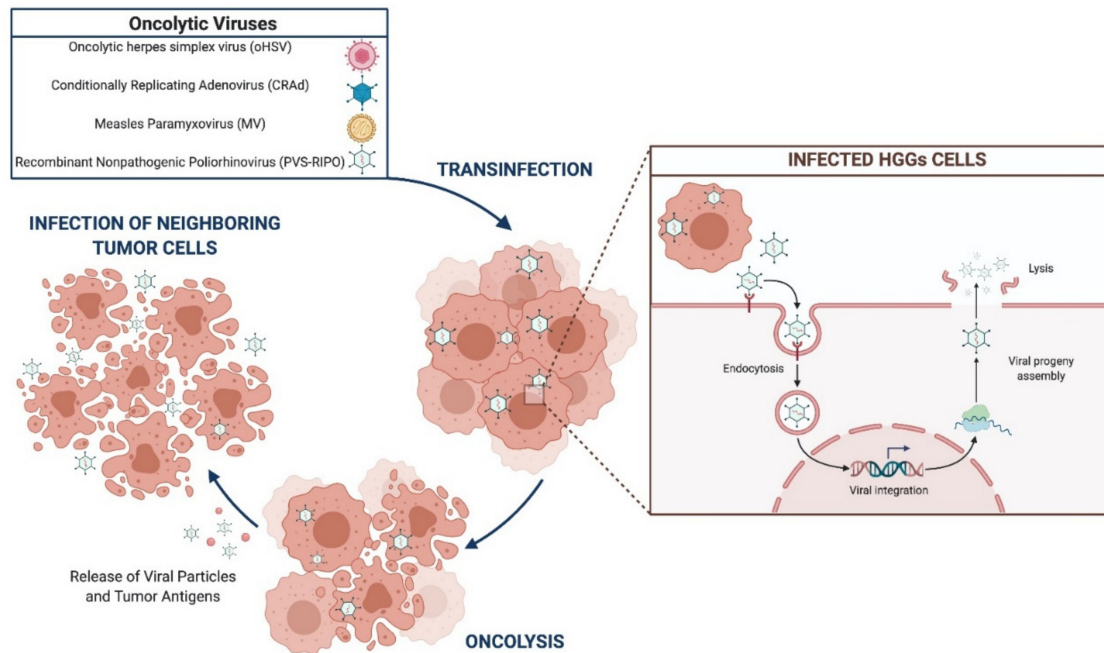 Oncolytic Viruses
Oncolytic herpes simplex virus (oHSV)
Conditionally Replicating Adenovirus (CRAd)
Measles Paramyxovirus (MV)
Recombinant Nonpathogenic Poliorhinovirus (PVS-RIPO)
TRANSINFECTION
INFECTION OF NEIGHBORING
TUMOR CELLS
Release of Viral Particles
and Tumor Antigens
ONCOLYSIS
INFECTED HGGs CELLS
Lysis
Endocytosis
Viral progeny
assembly
Viral integration